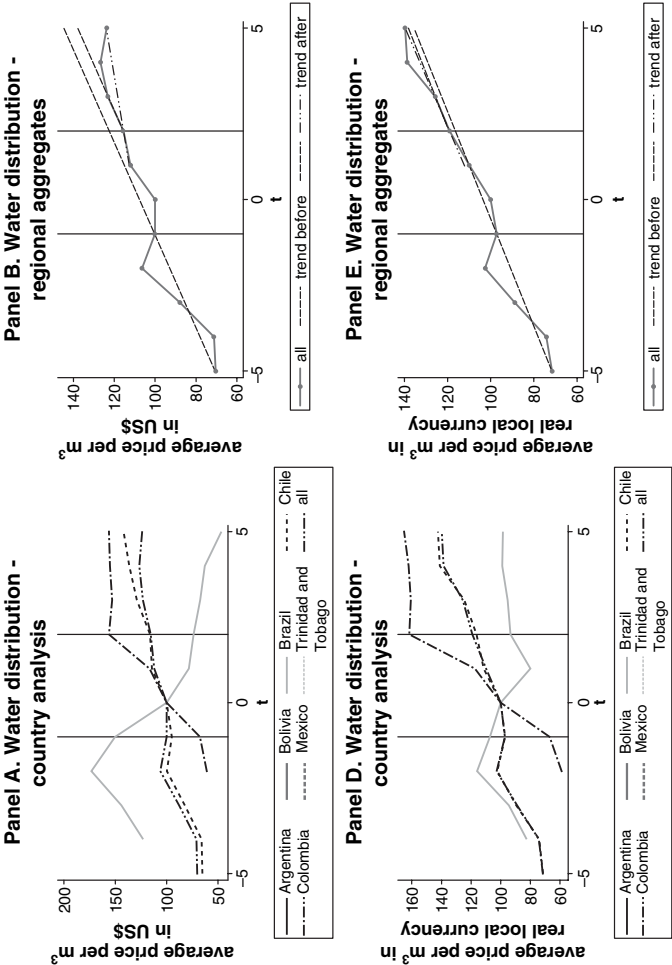 Panel A. Water distribution -
country analysis
average price per m3
in US$
200
150
100
50
−5
0
5
t
Argentina
Bolivia
Brazil
Chile
Colombia
Mexico
Trinidad and
Tobago
all
Panel B. Water distribution -
regional aggregates
average price per m3
in US$
140
120
100
80
60
−5
0
5
t
all
trend before
trend after
Panel D. Water distribution -
country analysis
average price per m3 in
real local currency
160
140
120
100
80
60
−5
0
5
t
Argentina
Bolivia
Brazil
Chile
Colombia
Mexico
Trinidad and
Tobago
all
Panel E. Water distribution -
regional aggregates
average price per m3 in
real local currency
140
120
100
80
60
−5
0
5
t
all
trend before
trend after